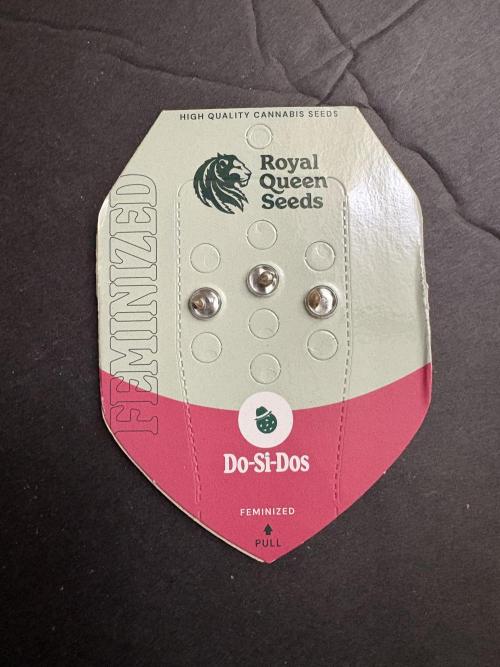 HIGH QUALITY CANNABIS SEEDS
Royal
Queen
Seeds
FEMINIZED
Do-Si-Dos
FEMINIZED
PULL